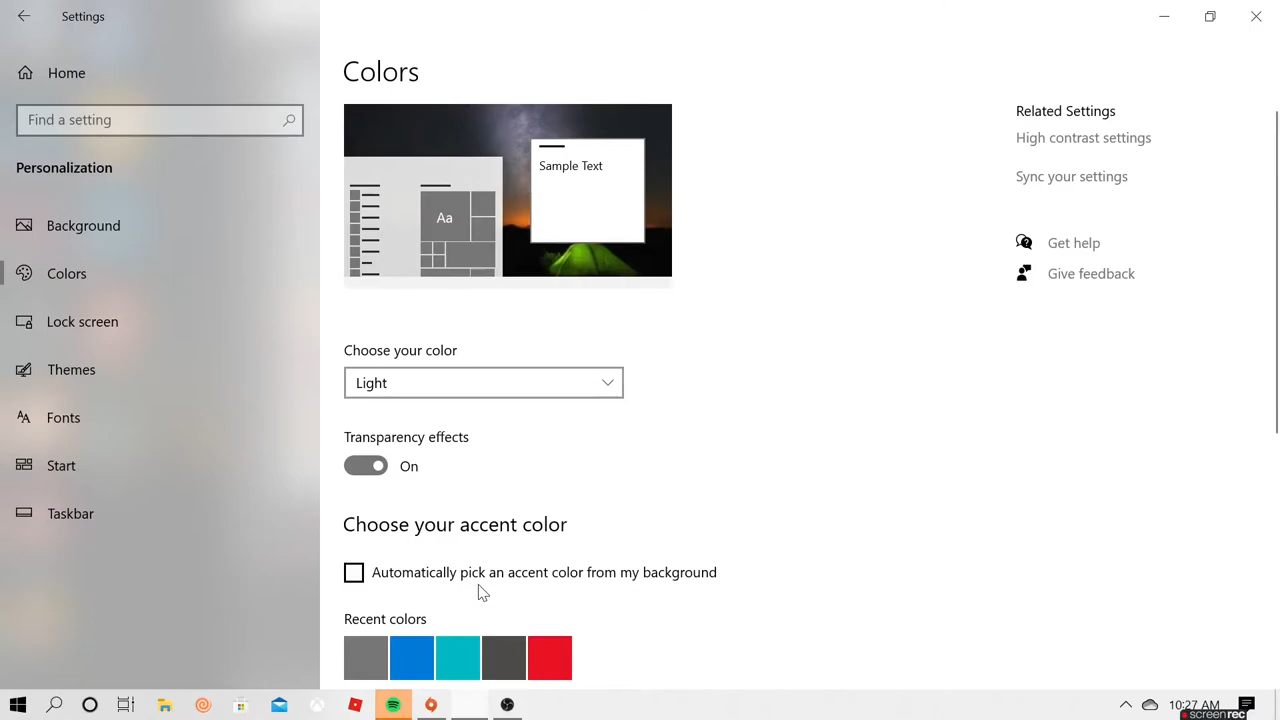 Settings
Home
Find a setting
Personalization
Background
Colors
Lock screen
Themes
Fonts
Start
Taskbar
Colors
Sample Text
Aa
Choose your color
Light
Transparency effects
On
Choose your accent color
Automatically pick an accent color from my background
Recent colors
Related Settings
High contrast settings
Sync your settings
Get help
Give feedback
10:27 AM
screenrec